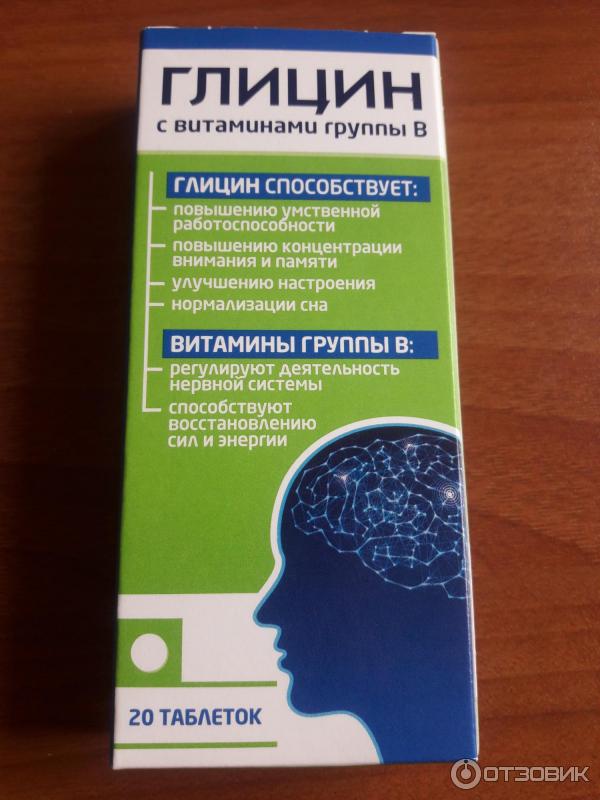 ГЛИЦИН
с витаминами группы В
ГЛИЦИН СПОСОБСТВУЕТ:
повышению умственной
работоспособности
повышению концентрации
внимания и памяти
улучшению настроения
нормализации сна
ВИТАМИНЫ ГРУППЫ В:
регулируют деятельность
нервной системы
способствуют
восстановлению
сил и энергии
20 ТАБЛЕТОК
ОТЗОВИК